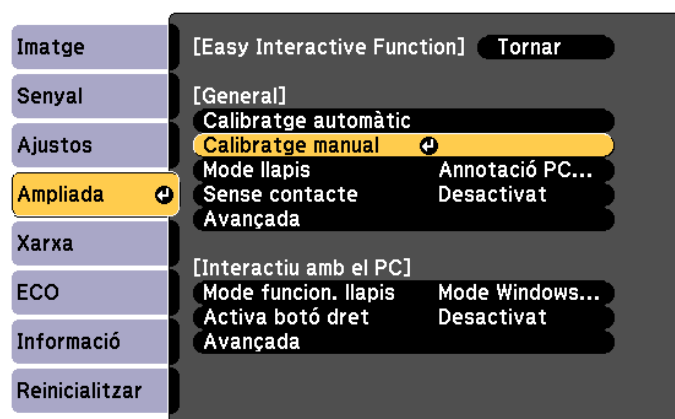 Imatge
Senyal
Ajustos
Ampliada
Xarxa
ECO
Informació
Reinicialitzar
[Easy Interactive Function] Tornar
[General]
Calibratge automàtic
Calibratge manual
Mode llapis Annotació PC...
Sense contacte Desactivat
Avançada
[Interactiu amb el PC]
Mode funcion. llapis Mode Windows...
Activa botó dret Desactivat
Avançada